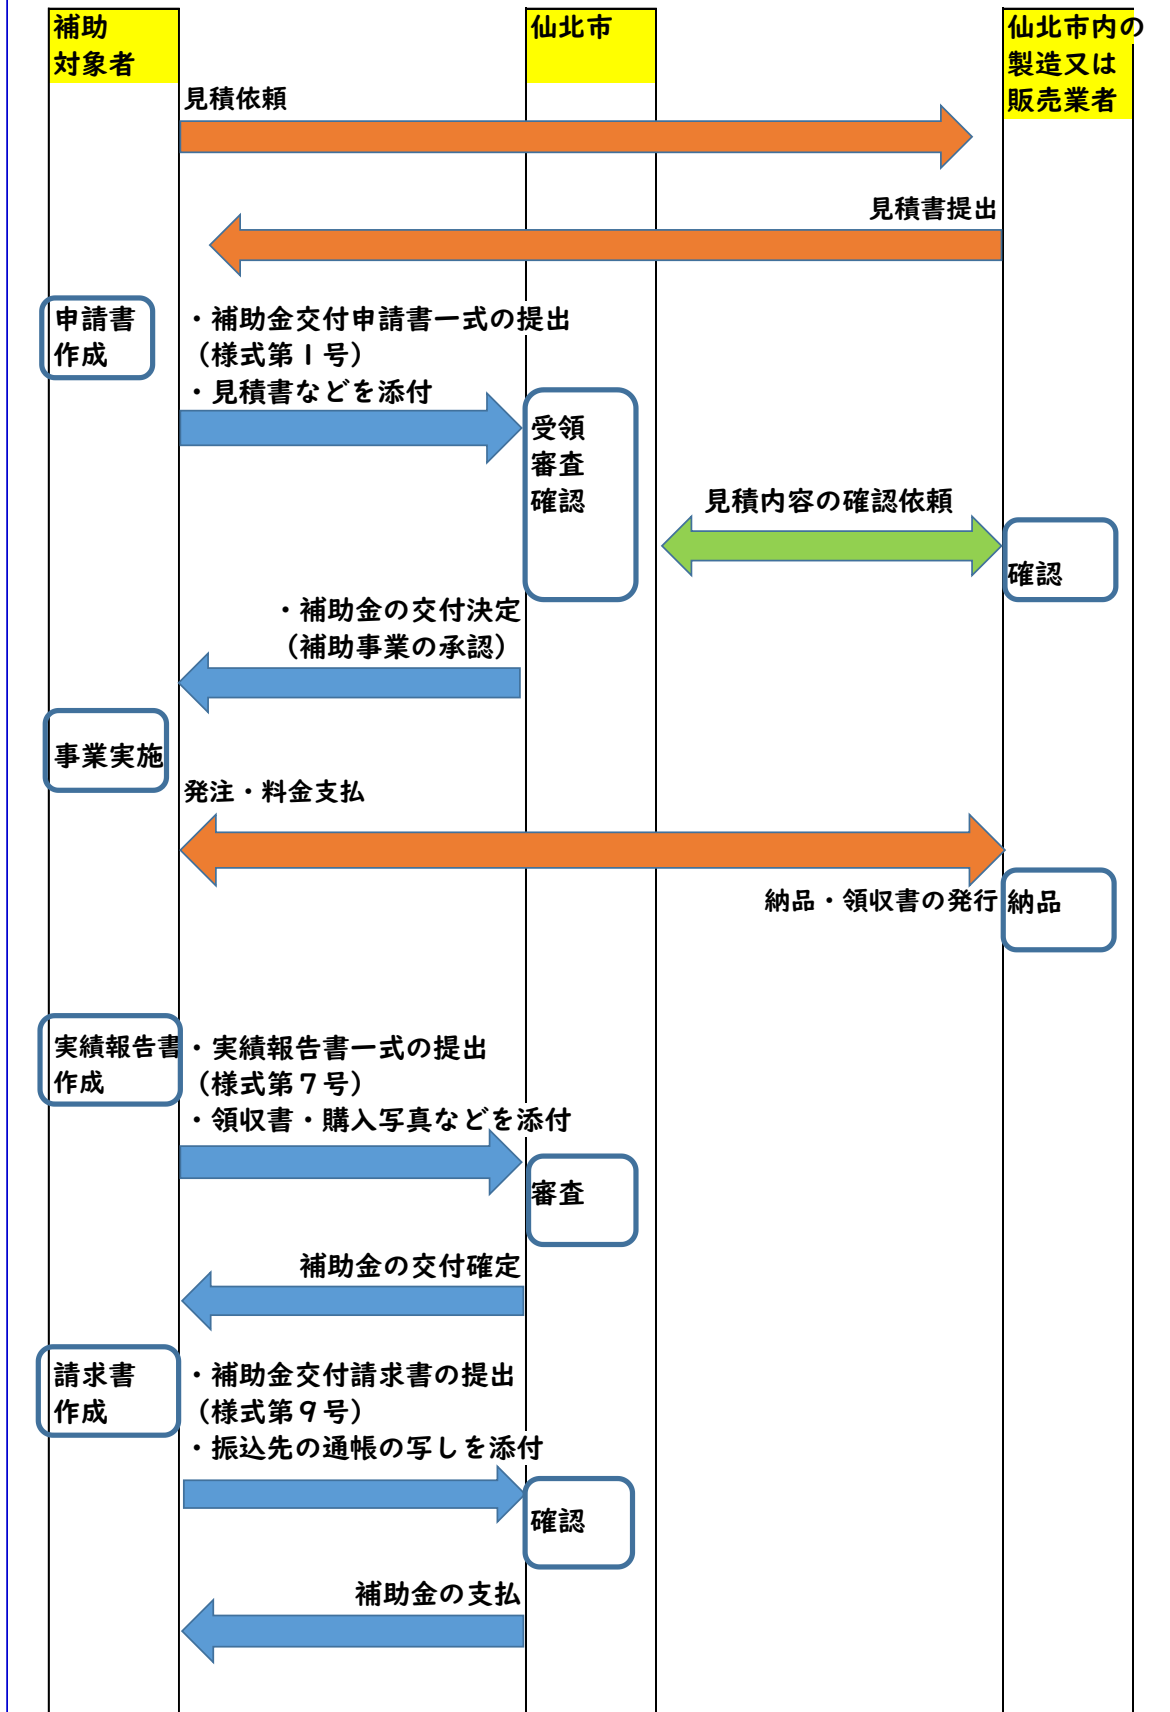 補助
対象者
仙北市
仙北市内の
製造又は
販売業者
見積依頼
見積書提出
申請書
作成
・補助金交付申請書一式の提出
（様式第１号）
・見積書などを添付
受領
審査
確認
見積内容の確認依頼
確認
・補助金の交付決定
（補助事業の承認）
事業実施
発注・料金支払
納品・領収書の発行
納品
実績報告書
作成
・実績報告書一式の提出
（様式第７号）
・領収書・購入写真などを添付
審査
補助金の交付確定
請求書
作成
・補助金交付請求書の提出
（様式第９号）
・振込先の通帳の写しを添付
確認
補助金の支払